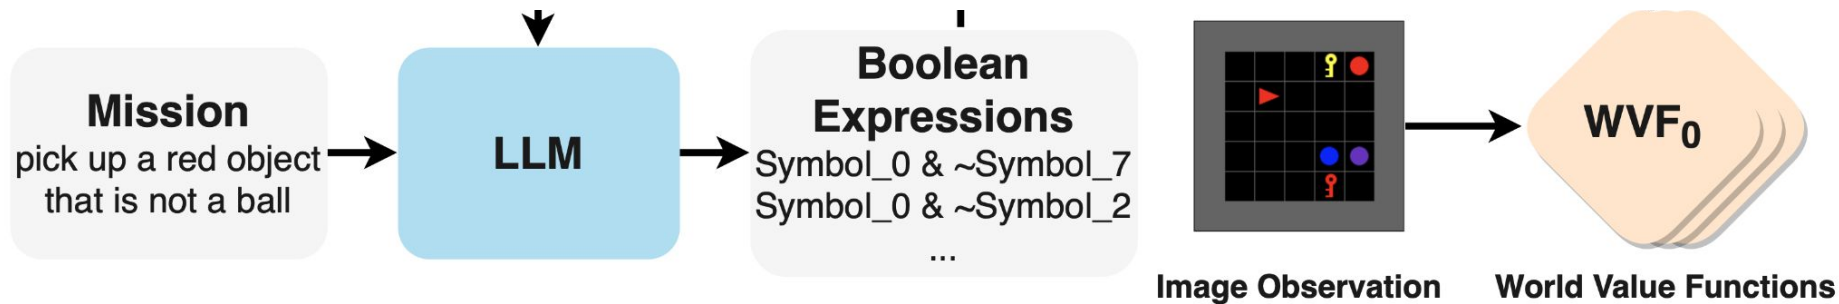 Mission
pick up a red object
that is not a ball
LLM
Boolean
Expressions
Symbol_0 & ~Symbol_7
Symbol_0 & ~Symbol_2
...
Image Observation
WVF0
World Value Functions